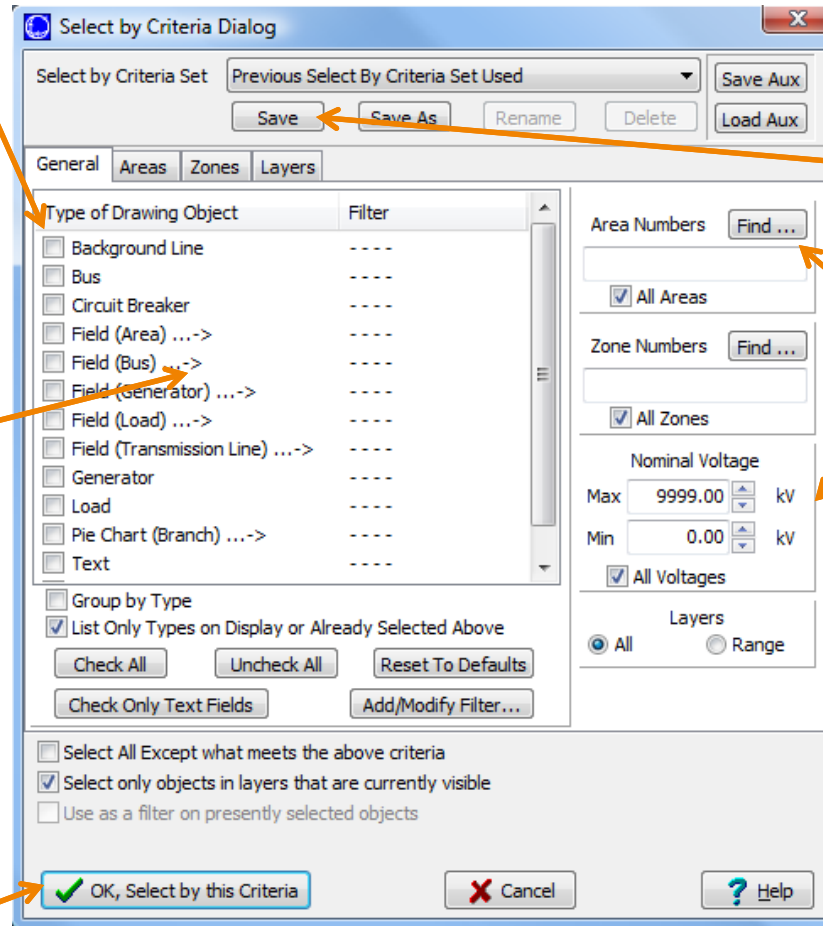 Select by Criteria Dialog
Select by Criteria Set Previous Select By Criteria Set Used Save Aux
Save Save As Rename Delete Load Aux
General Areas Zones Layers
Type of Drawing Object Filter
Background Line - - - -
Bus - - - -
Circuit Breaker - - - -
Field (Area) ...-> - - - -
Field (Bus) ...-> - - - -
Field (Generator) ...-> - - - -
Field (Load) ...-> - - - -
Field (Transmission Line) ...-> - - - -
Generator - - - -
Load - - - -
Pie Chart (Branch) ...-> - - - -
Text - - - -
Group by Type
List Only Types on Display or Already Selected Above
Check All Uncheck All Reset To Defaults
Check Only Text Fields Add/Modify Filter...
Area Numbers Find ...
All Areas
Zone Numbers Find ...
All Zones
Nominal Voltage
Max 9999.00 kV
Min 0.00 kV
All Voltages
Layers
All Range
Select All Except what meets the above criteria
Select only objects in layers that are currently visible
Use as a filter on presently selected objects
OK, Select by this Criteria Cancel ? Help